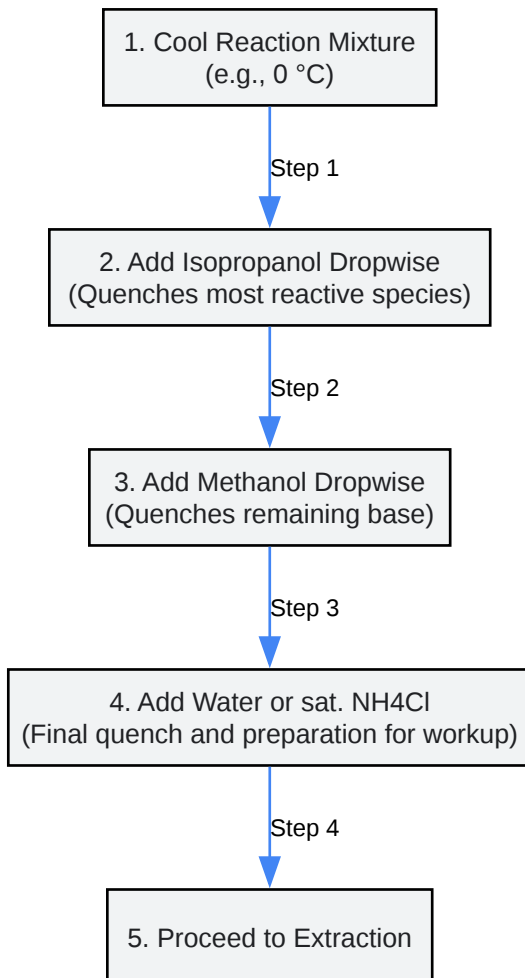 1. Cool Reaction Mixture
(e.g., 0 °C)
Step 1
2. Add Isopropanol Dropwise
(Quenches most reactive species)
Step 2
3. Add Methanol Dropwise
(Quenches remaining base)
Step 3
4. Add Water or sat. NH4Cl
(Final quench and preparation for workup)
Step 4
5. Proceed to Extraction